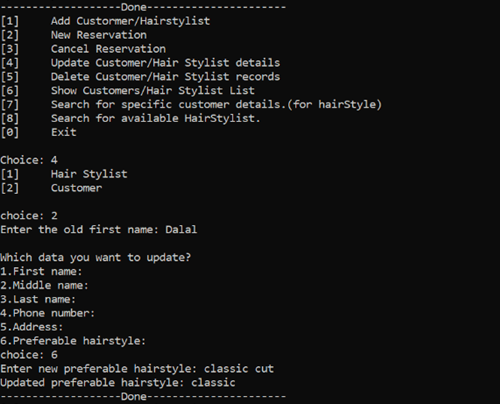 -------------------Done----------------------
[1] Add Custormer/Hairstylist
[2] New Reservation
[3] Cancel Reservation
[4] Update Customer/Hair Stylist details
[5] Delete Customer/Hair Stylist records
[6] Show Customers/Hair Stylist List
[7] Search for specific customer details.(for hairStyle)
[8] Search for available HairStylist.
[0] Exit
Choice: 4
[1] Hair Stylist
[2] Customer
choice: 2
Enter the old first name: Dalal
Which data you want to update?
1.First name:
2.Middle name:
3.Last name:
4.Phone number:
5.Address:
6.Preferable hairstyle:
choice: 6
Enter new preferable hairstyle: classic cut
Updated preferable hairstyle: classic
-------------------Done----------------------